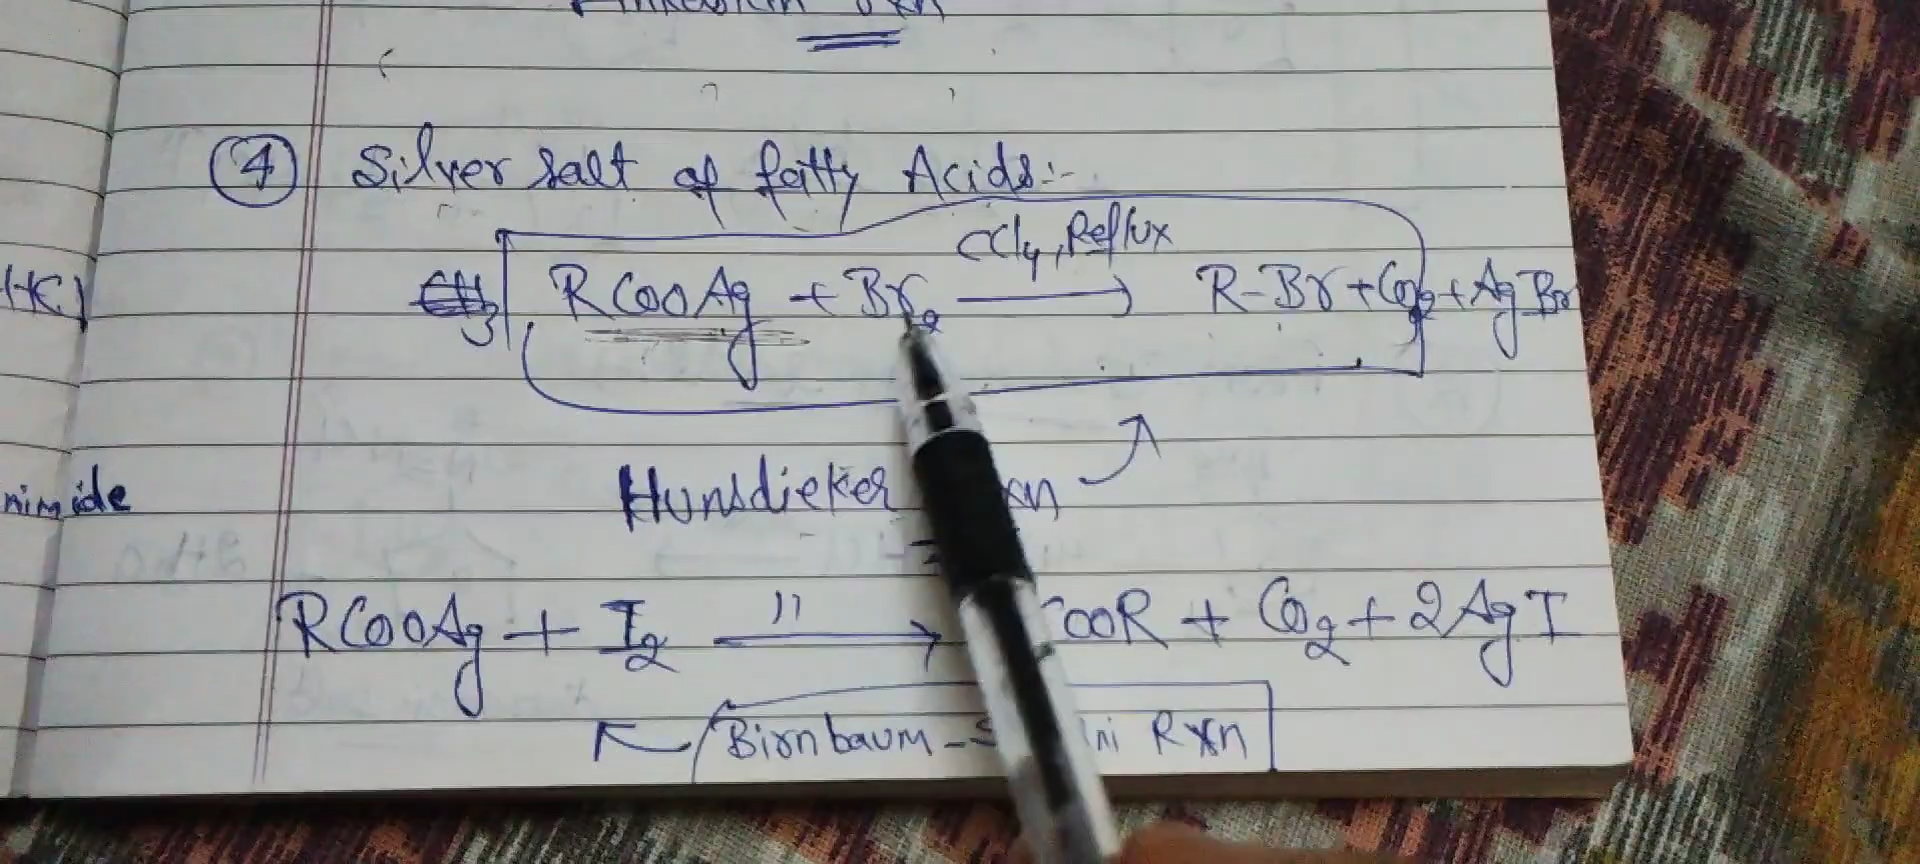 ④ Silver salt of fatty Acids:-
CCl4, Reflux
RCOOAg + Br2 ⟶ R-Br + CO2 + AgBr
Hunsdieker
nimide
RCOOAg + I2 —〃→ COOR + CO2 + 2AgI
Birnbaum- Rxn